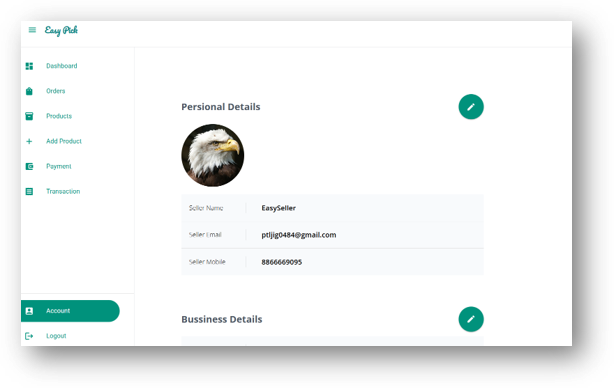 Easy Pick
Dashboard
Orders
Products
Add Product
Payment
Transaction
Account
Logout
Persional Details
Seller Name EasySeller
Seller Email ptljig0484@gmail.com
Seller Mobile 8866669095
Bussiness Details